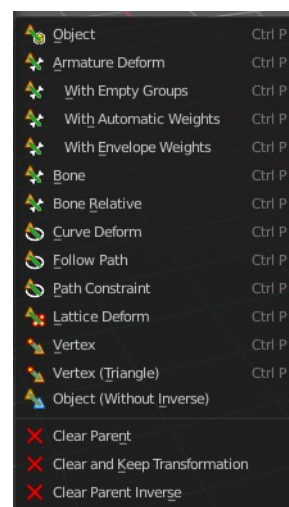 Object Ctrl P
Armature Deform Ctrl P
With Empty Groups Ctrl P
With Automatic Weights Ctrl P
With Envelope Weights Ctrl P
Bone Ctrl P
Bone Relative Ctrl P
Curve Deform Ctrl P
Follow Path Ctrl P
Path Constraint Ctrl P
Lattice Deform Ctrl P
Vertex Ctrl P
Vertex (Triangle) Ctrl P
Object (Without Inverse)
Clear Parent
Clear and Keep Transformation
Clear Parent Inverse